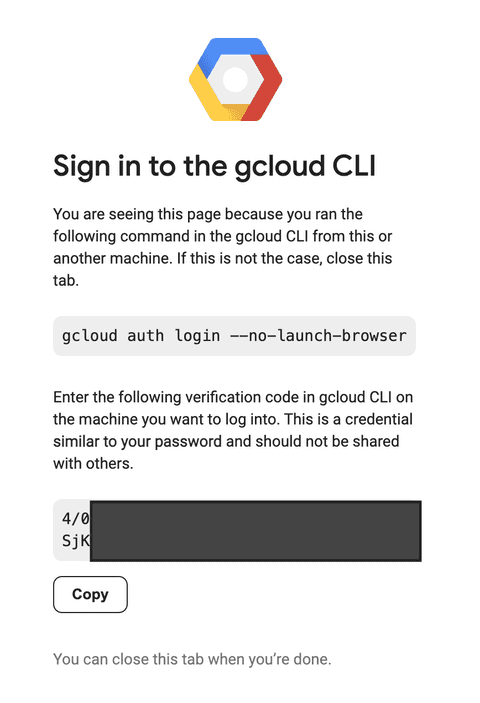 Sign in to the gcloud CLI
You are seeing this page because you ran the
following command in the gcloud CLI from this or
another machine. If this is not the case, close this
tab.
gcloud auth login --no-launch-browser
Enter the following verification code in gcloud CLI on
the machine you want to log into. This is a credential
similar to your password and should not be shared
with others.
4/0
SjK
Copy
You can close this tab when you’re done.